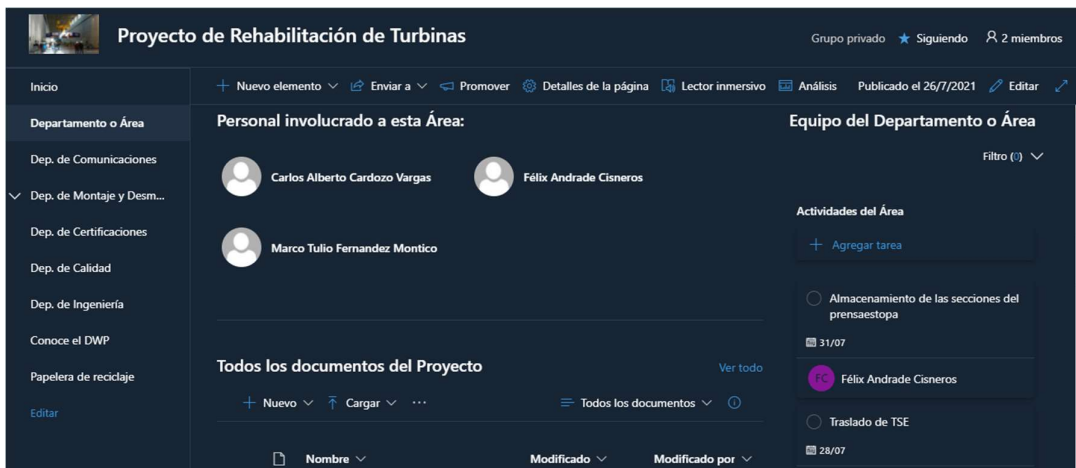 Proyecto de Rehabilitación de Turbinas
Grupo privado ★ Siguiendo 2 miembros
Inicio
Departamento o Área
Dep. de Comunicaciones
Dep. de Montaje y Desm...
Dep. de Certificaciones
Dep. de Calidad
Dep. de Ingeniería
Conoce el DWP
Papelera de reciclaje
Editar
+ Nuevo elemento Enviar a Promover Detalles de la página Lector inmersivo Análisis Publicado el 26/7/2021 Editar
Personal involucrado a esta Área:
Carlos Alberto Cardozo Vargas Félix Andrade Cisneros
Marco Tulio Fernandez Montico
Todos los documentos del Proyecto Ver todo
+ Nuevo Cargar ... Todos los documentos
Nombre Modificado Modificado por
Equipo del Departamento o Área
Filtro (0)
Actividades del Área
+ Agregar tarea
Almacenamiento de las secciones del
prensaestopa
31/07
FC Félix Andrade Cisneros
Traslado de TSE
28/07